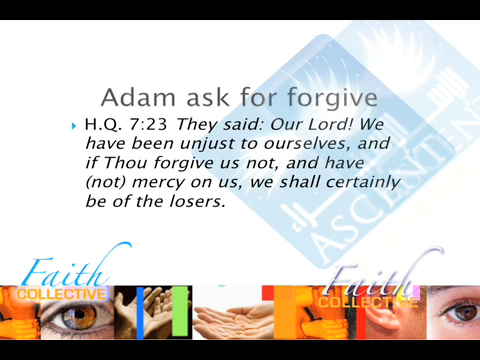 Adam ask for forgive
H.Q. 7:23 They said: Our Lord! We
have been unjust to ourselves, and
if Thou forgive us not, and have
(not) mercy on us, we shall certainly
be of the losers.
ASCENTEN
Faith
COLLECTIVE
Faith
COLLECTIVE